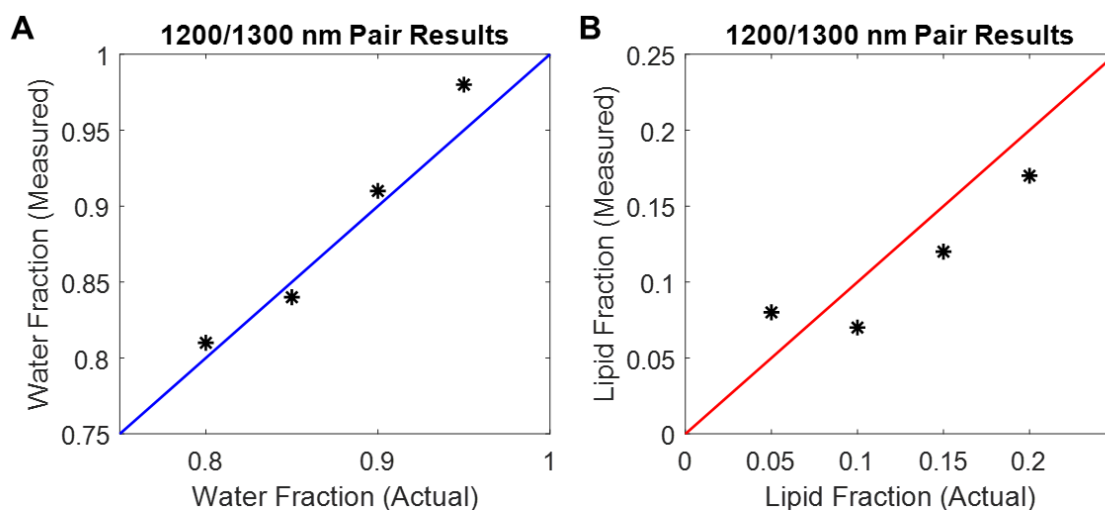 A
1200/1300 nm Pair Results
1
0.95
0.9
0.85
0.8
0.75
Water Fraction (Measured)
0.8
0.9
1
Water Fraction (Actual)
B
1200/1300 nm Pair Results
0.25
0.2
0.15
0.1
0.05
0
Lipid Fraction (Measured)
0
0.05
0.1
0.15
0.2
Lipid Fraction (Actual)